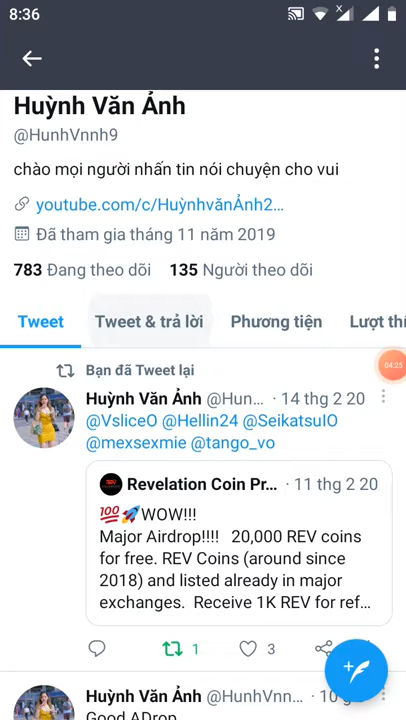 8:36
Huỳnh Văn Ảnh
@HunhVnnh9
chào mọi người nhấn tin nói chuyện cho vui
youtube.com/c/HuỳnhvănẢnh2...
Đã tham gia tháng 11 năm 2019
783 Đang theo dõi 135 Người theo dõi
Tweet Tweet & trả lời Phương tiện Lượt thí
04:25
Bạn đã Tweet lại
Huỳnh Văn Ảnh @Hun... · 14 thg 2 20
@VsliceO @Hellin24 @SeikatsuIO
@mexsexmie @tango_vo
Revelation Coin Pr... · 11 thg 2 20
💯🚀WOW!!!
Major Airdrop!!!! 20,000 REV coins
for free. REV Coins (around since
2018) and listed already in major
exchanges. Receive 1K REV for ref...
1 3
Huỳnh Văn Ảnh @HunhVnn... · 10
Good ADrop